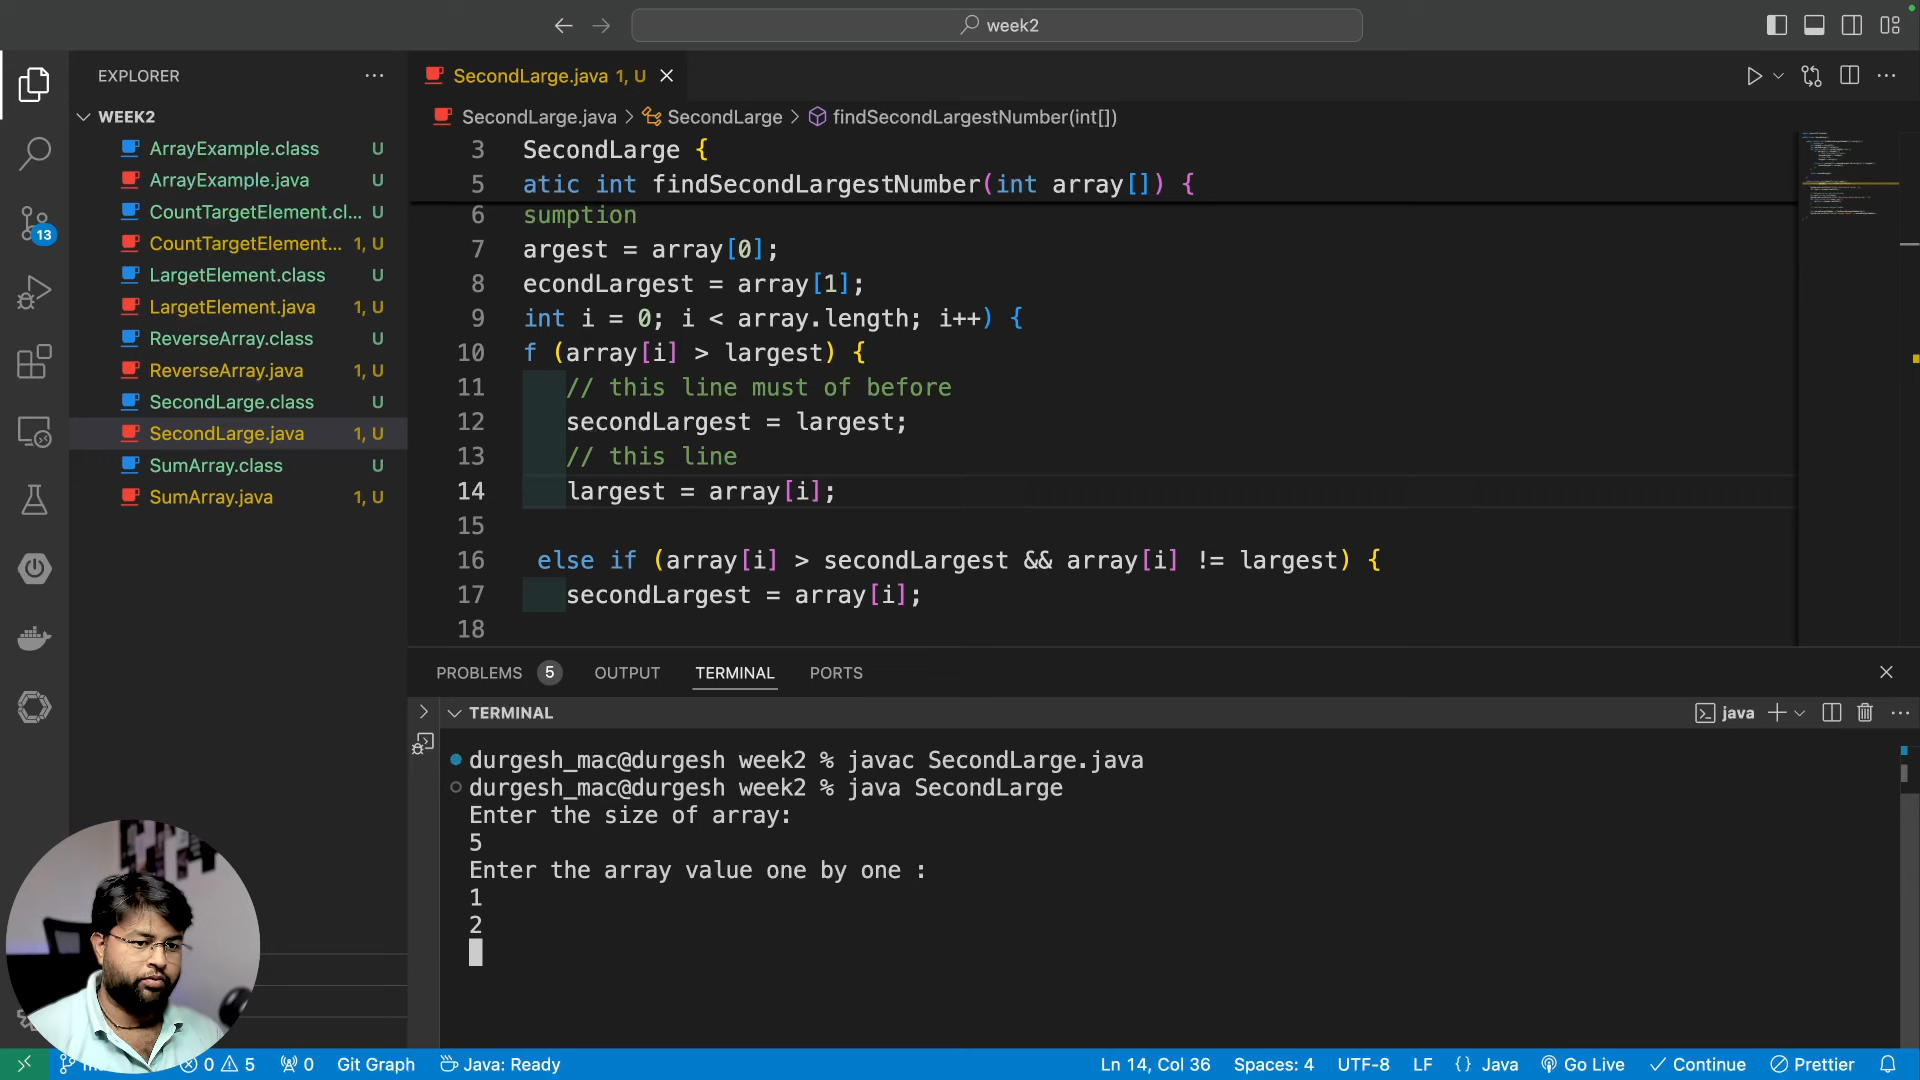 week2
EXPLORER
SecondLarge.java 1, U
WEEK2
SecondLarge.java > SecondLarge > findSecondLargestNumber(int[])
ArrayExample.class U
ArrayExample.java U
CountTargetElement.cl... U
CountTargetElement... 1, U
LargetElement.class U
LargetElement.java 1, U
ReverseArray.class U
ReverseArray.java 1, U
SecondLarge.class U
SecondLarge.java 1, U
SumArray.class U
SumArray.java 1, U
13
3 SecondLarge {
5 atic int findSecondLargestNumber(int array[]) {
6 sumption
7 argest = array[0];
8 econdLargest = array[1];
9 int i = 0; i < array.length; i++) {
10 f (array[i] > largest) {
11 // this line must of before
12 secondLargest = largest;
13 // this line
14 largest = array[i];
15
16 else if (array[i] > secondLargest && array[i] != largest) {
17 secondLargest = array[i];
18
PROBLEMS 5 OUTPUT TERMINAL PORTS
TERMINAL
java
durgesh_mac@durgesh week2 % javac SecondLarge.java
durgesh_mac@durgesh week2 % java SecondLarge
Enter the size of array:
5
Enter the array value one by one :
1
2
0 5 0 Git Graph Java: Ready Ln 14, Col 36 Spaces: 4 UTF-8 LF {} Java Go Live Continue Prettier